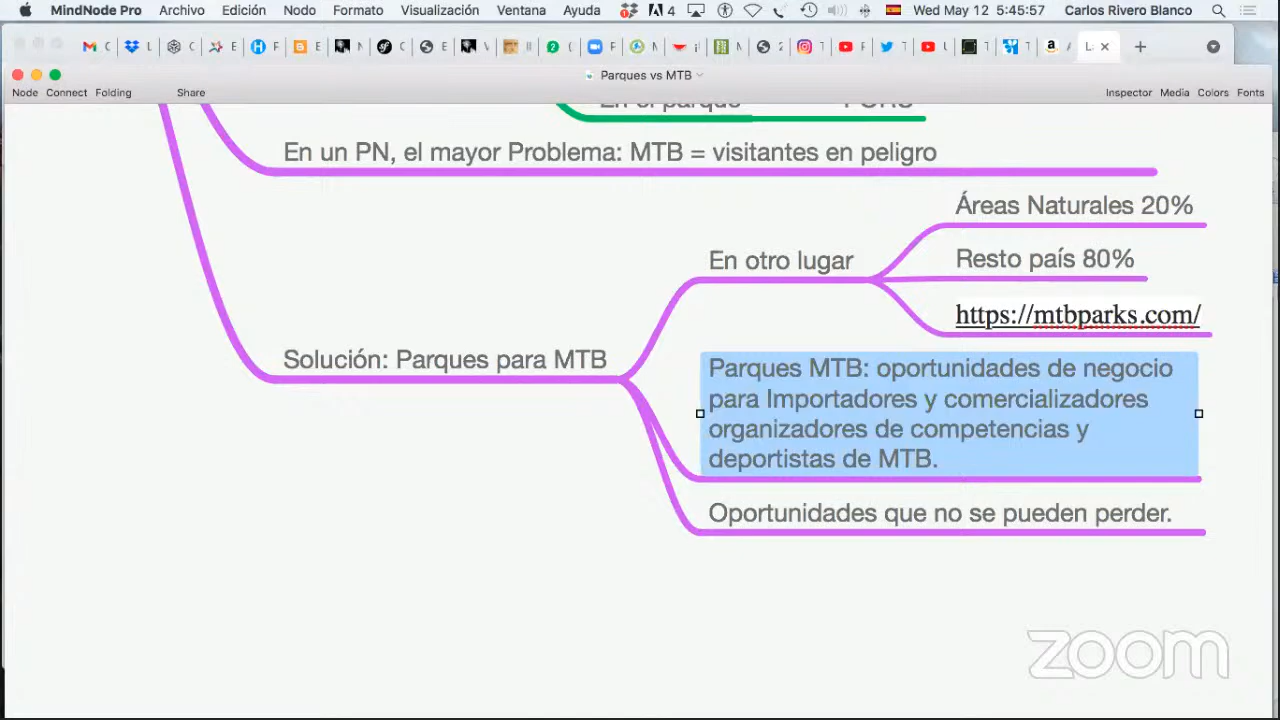 MindNode Pro Archivo Edición Nodo Formato Visualización Ventana Ayuda 4 Wed May 12 5:45:57 Carlos Rivero Blanco
Parques vs MTB
Node Connect Folding Share Inspector Media Colors Fonts
En el parque
En un PN, el mayor Problema: MTB = visitantes en peligro
Áreas Naturales 20%
En otro lugar
Resto país 80%
https://mtbparks.com/
Solución: Parques para MTB
Parques MTB: oportunidades de negocio
para Importadores y comercializadores
organizadores de competencias y
deportistas de MTB.
Oportunidades que no se pueden perder.
zoom